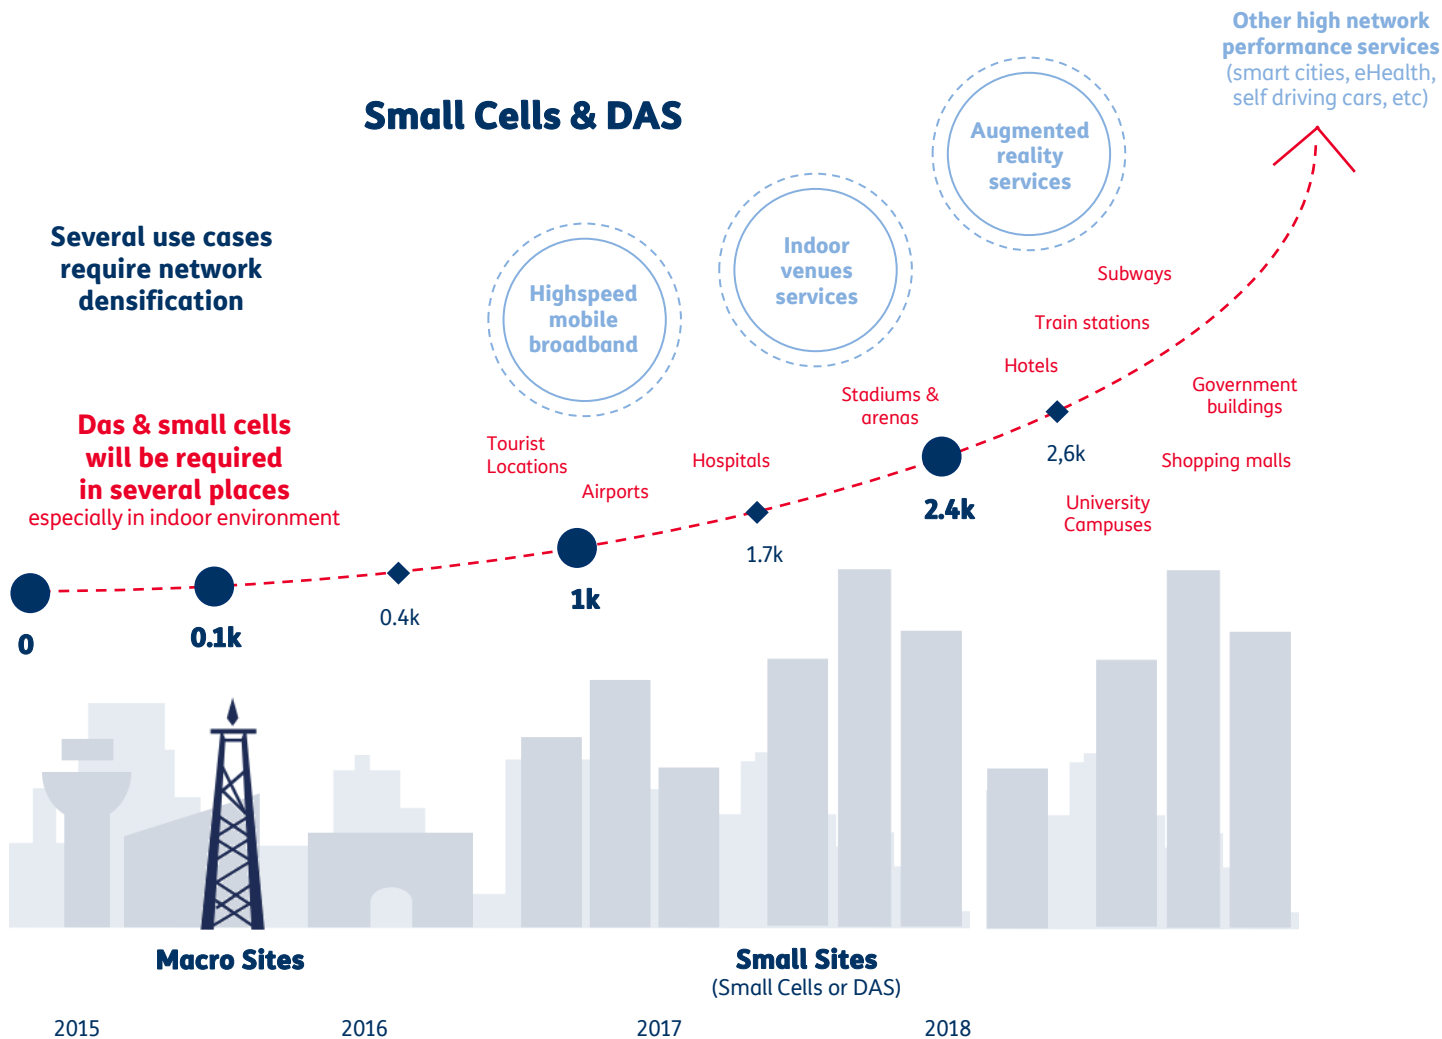 Other high network
performance services
(smart cities, eHealth,
self driving cars, etc)
Small Cells & DAS
Augmented
reality
services
Several use cases
require network
densification
Indoor
venues
services
Highspeed
mobile
broadband
Subways
Train stations
Hotels
Stadiums &
arenas
Government
buildings
Das & small cells
will be required
in several places
especially in indoor environment
Tourist
Locations
Airports
Hospitals
2,6k
Shopping malls
University
Campuses
2.4k
1.7k
1k
0.4k
0.1k
0
Macro Sites
Small Sites
(Small Cells or DAS)
2015
2016
2017
2018